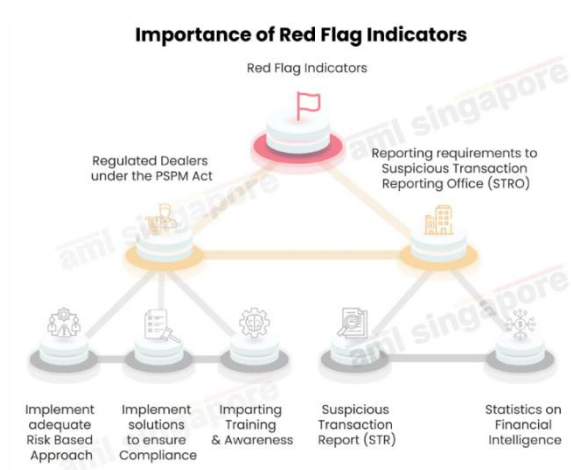 Importance of Red Flag Indicators
Red Flag Indicators
Regulated Dealers
under the PSPM Act
Reporting requirements to
Suspicious Transaction
Reporting Office (STRO)
Implement
adequate
Risk Based
Approach
Implement
solutions
to ensure
Compliance
Imparting
Training
& Awareness
Suspicious
Transaction
Report (STR)
Statistics on
Financial
Intelligence
aml singapore
aml singapore
aml singapore
aml singapore